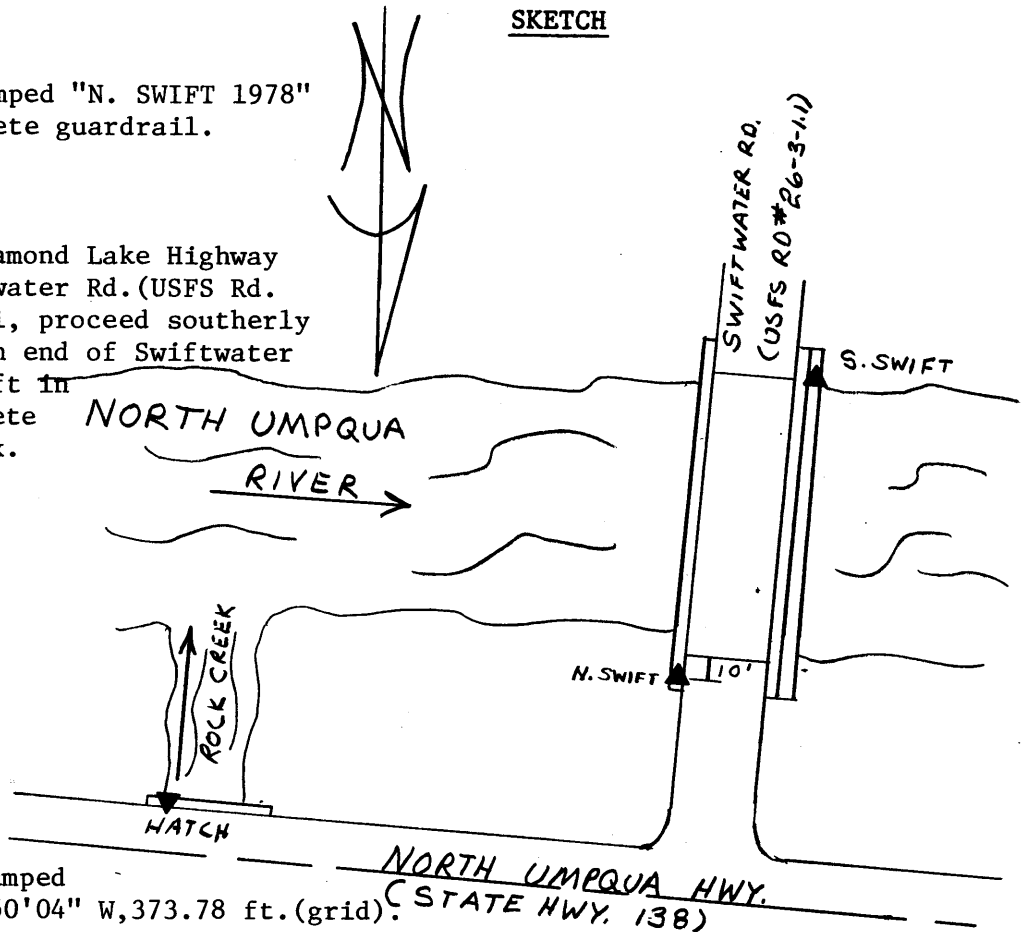 SKETCH
mped "N. SWIFT 1978"
ete guardrail.
amond Lake Highway
water Rd.(USFS Rd.
i, proceed southerly
n end of Swiftwater
ft in
ete
k.
SWIFTWATER RD.
(USFS RD #26-3-1.1)
S. SWIFT
NORTH UMPQUA
RIVER
ROCK CREEK
N. SWIFT
10'
HATCH
NORTH UMPQUA HWY.
(STATE HWY. 138)
mped
50'04" W,373.78 ft.(grid).